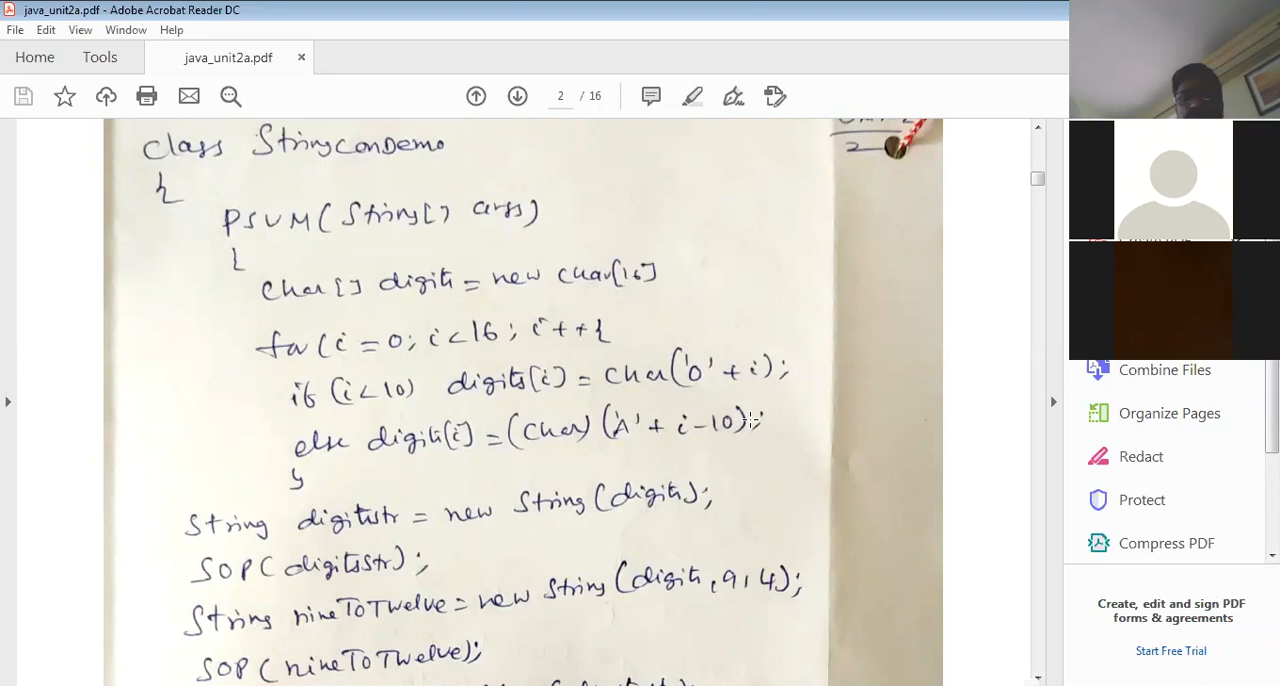 java_unit2a.pdf - Adobe Acrobat Reader DC
File Edit View Window Help
Home Tools java_unit2a.pdf ×
2 / 16
class StringConDemo
{
PSVM(String[] args)
{
char[] digits = new char[16]
for(i=0; i<16; i++{
if (i<10) digits[i] = char('0' + i);
else digits[i] = (char) ('A' + i - 10);
}
String digitsstr = new String(digits);
SOP(digitsStr);
String nineToTwelve = new String(digits, 9, 4);
SOP(nineToTwelve);
Combine Files
Organize Pages
Redact
Protect
Compress PDF
Create, edit and sign PDF
forms & agreements
Start Free Trial